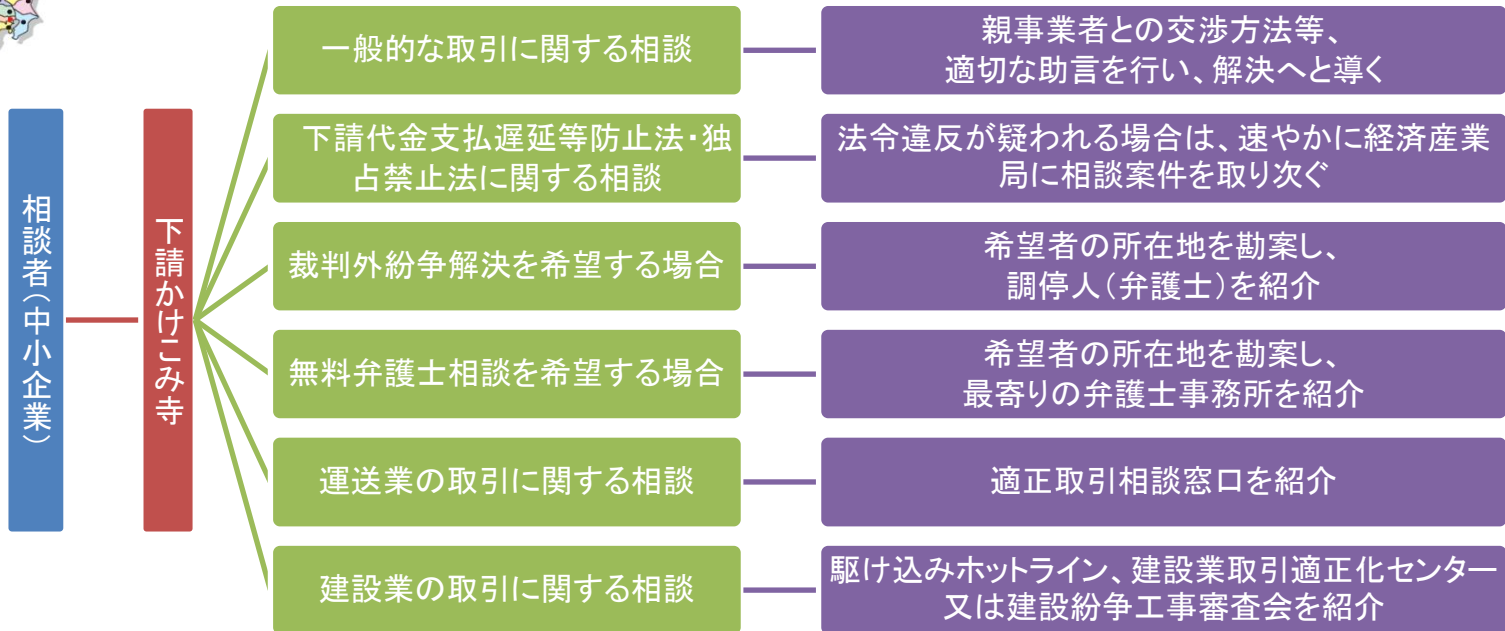 相談者(中小企業)
下請かけこみ寺
一般的な取引に関する相談
親事業者との交渉方法等、
適切な助言を行い、解決へと導く
下請代金支払遅延等防止法・独
占禁止法に関する相談
法令違反が疑われる場合は、速やかに経済産業
局に相談案件を取り次ぐ
裁判外紛争解決を希望する場合
希望者の所在地を勘案し、
調停人(弁護士)を紹介
無料弁護士相談を希望する場合
希望者の所在地を勘案し、
最寄りの弁護士事務所を紹介
運送業の取引に関する相談
適正取引相談窓口を紹介
建設業の取引に関する相談
駆け込みホットライン、建設業取引適正化センター
又は建設紛争工事審査会を紹介